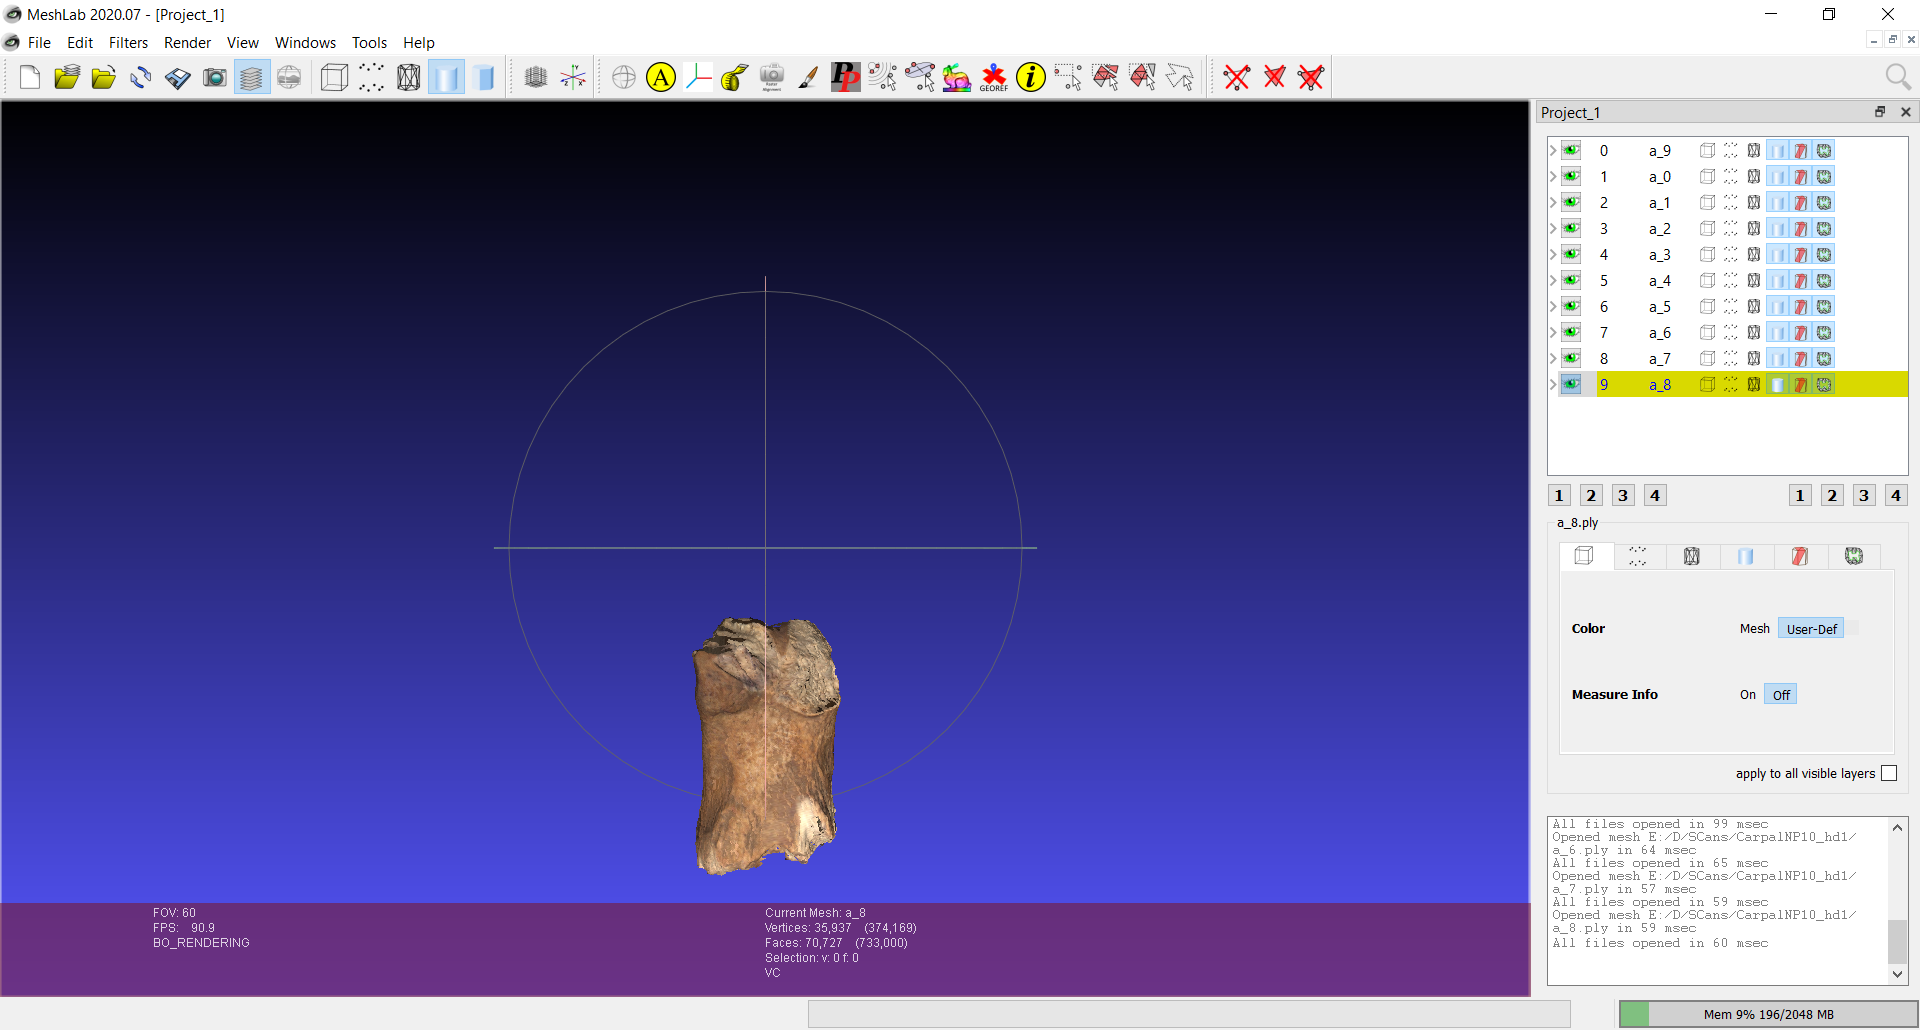 MeshLab 2020.07 - [Project_1]
File Edit Filters Render View Windows Tools Help
A PP GEOREF i
Project_1
0 a_9
1 a_0
2 a_1
3 a_2
4 a_3
5 a_4
6 a_5
7 a_6
8 a_7
9 a_8
1 2 3 4 1 2 3 4
a_8.ply
Color Mesh User-Def
Measure Info On Off
apply to all visible layers
All files opened in 99 msec
Opened mesh E:/D/SCans/CarpalNP10_hd1/
a_6.ply in 64 msec
All files opened in 65 msec
Opened mesh E:/D/SCans/CarpalNP10_hd1/
a_7.ply in 57 msec
All files opened in 59 msec
Opened mesh E:/D/SCans/CarpalNP10_hd1/
a_8.ply in 59 msec
All files opened in 60 msec
FOV: 60
FPS: 90.9
BO_RENDERING
Current Mesh: a_8
Vertices: 35,937 (374,169)
Faces: 70,727 (733,000)
Selection: v: 0 f: 0
VC
Mem 9% 196/2048 MB